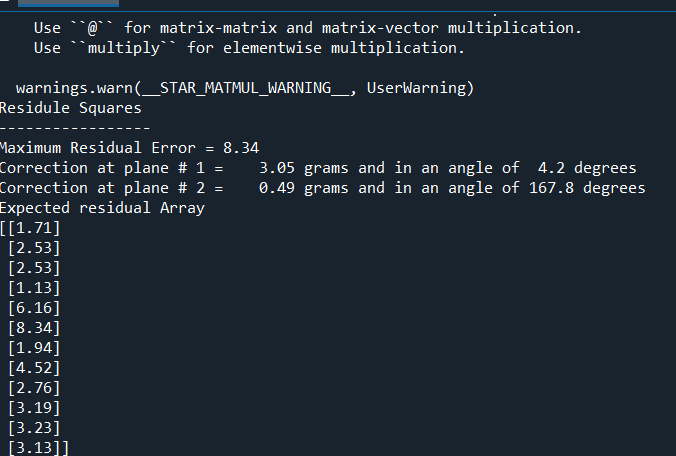 Use ``@`` for matrix-matrix and matrix-vector multiplication.
Use ``multiply`` for elementwise multiplication.
warnings.warn(__STAR_MATMUL_WARNING__, UserWarning)
Residule Squares
-----------------
Maximum Residual Error = 8.34
Correction at plane # 1 =    3.05 grams and in an angle of  4.2 degrees
Correction at plane # 2 =    0.49 grams and in an angle of 167.8 degrees
Expected residual Array
[[1.71]
[2.53]
[2.53]
[1.13]
[6.16]
[8.34]
[1.94]
[4.52]
[2.76]
[3.19]
[3.23]
[3.13]]